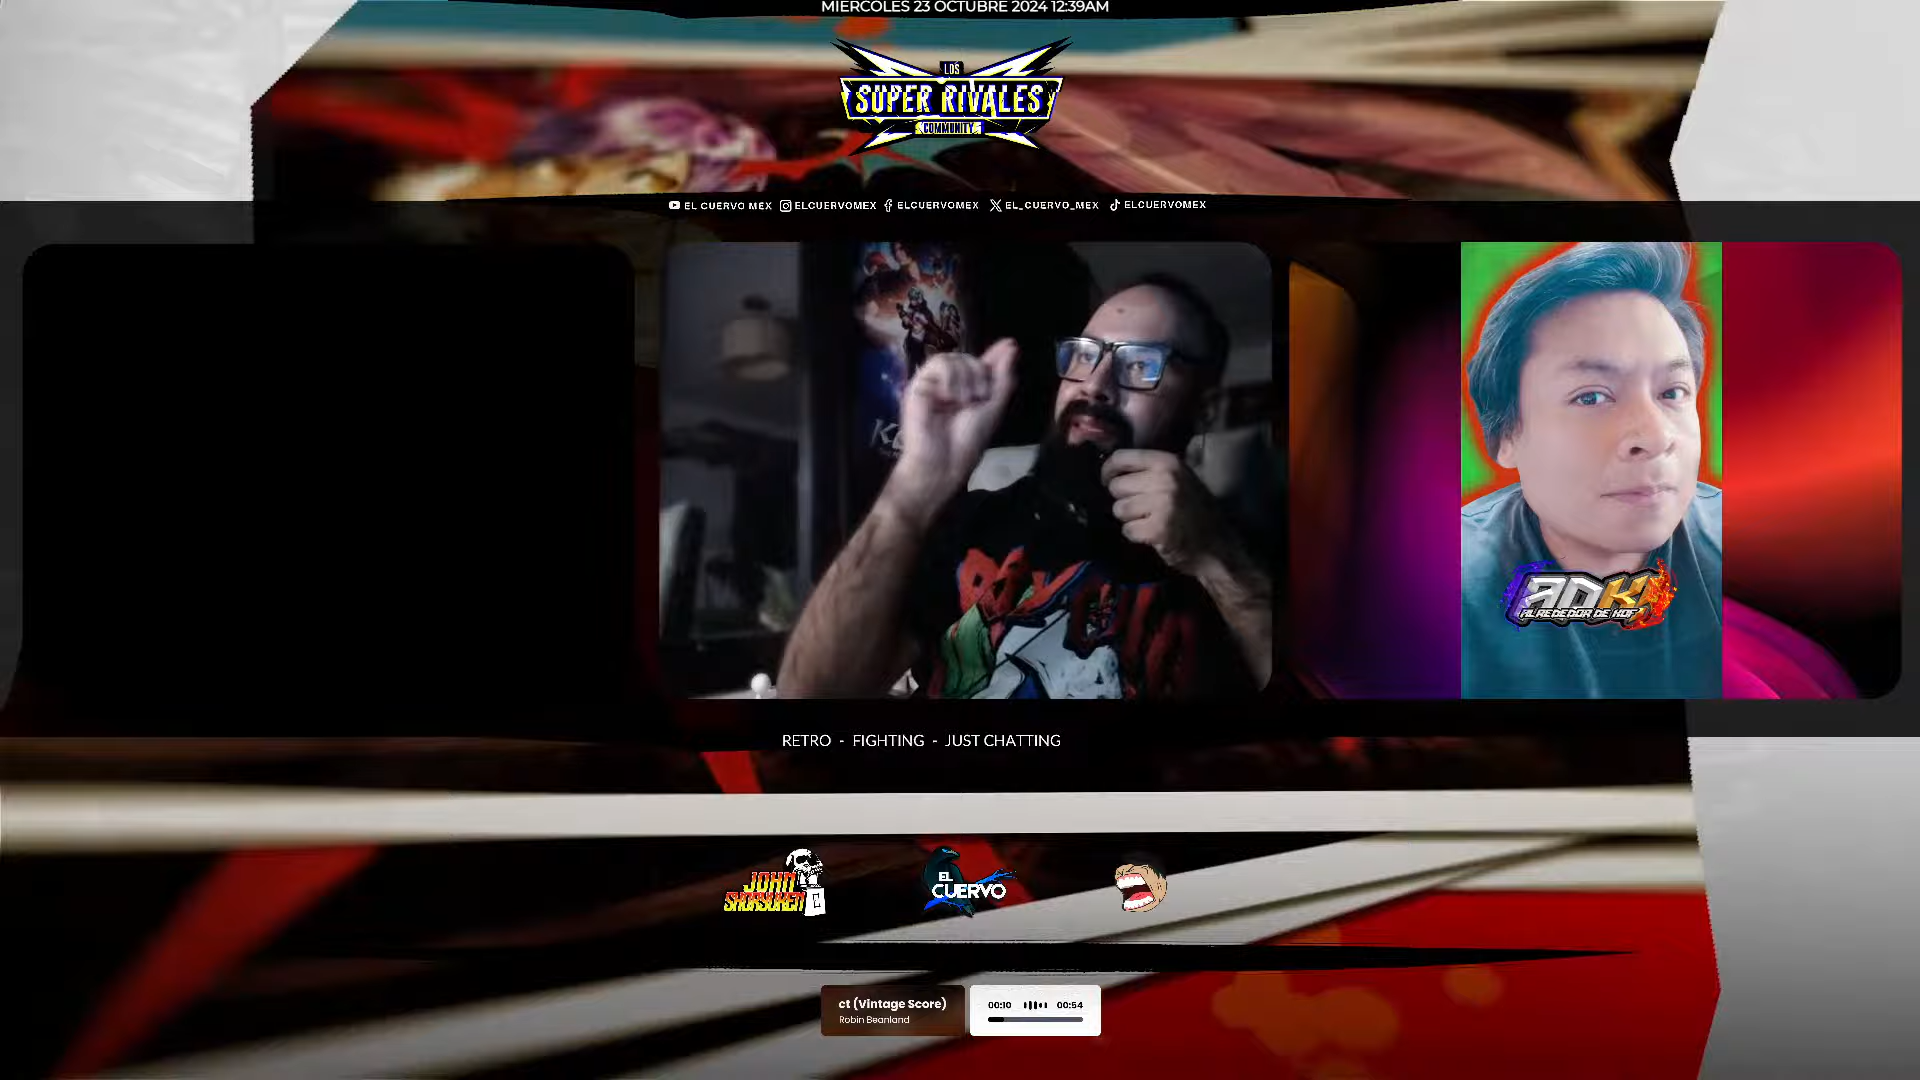 MIERCOLES 23 OCTUBRE 2024 12:39AM
LOS
SUPER RIVALES
COMMUNITY
EL CUERVO MEX ELCUERVOMEX ELCUERVOMEX EL_CUERVO_MEX ELCUERVOMEX
ADK
ALREDEDOR DE KOF
RETRO - FIGHTING - JUST CHATTING
JOHN
SHORYUKEN
EL
CUERVO
ct (Vintage Score)
Robin Beanland
00:10 00:54